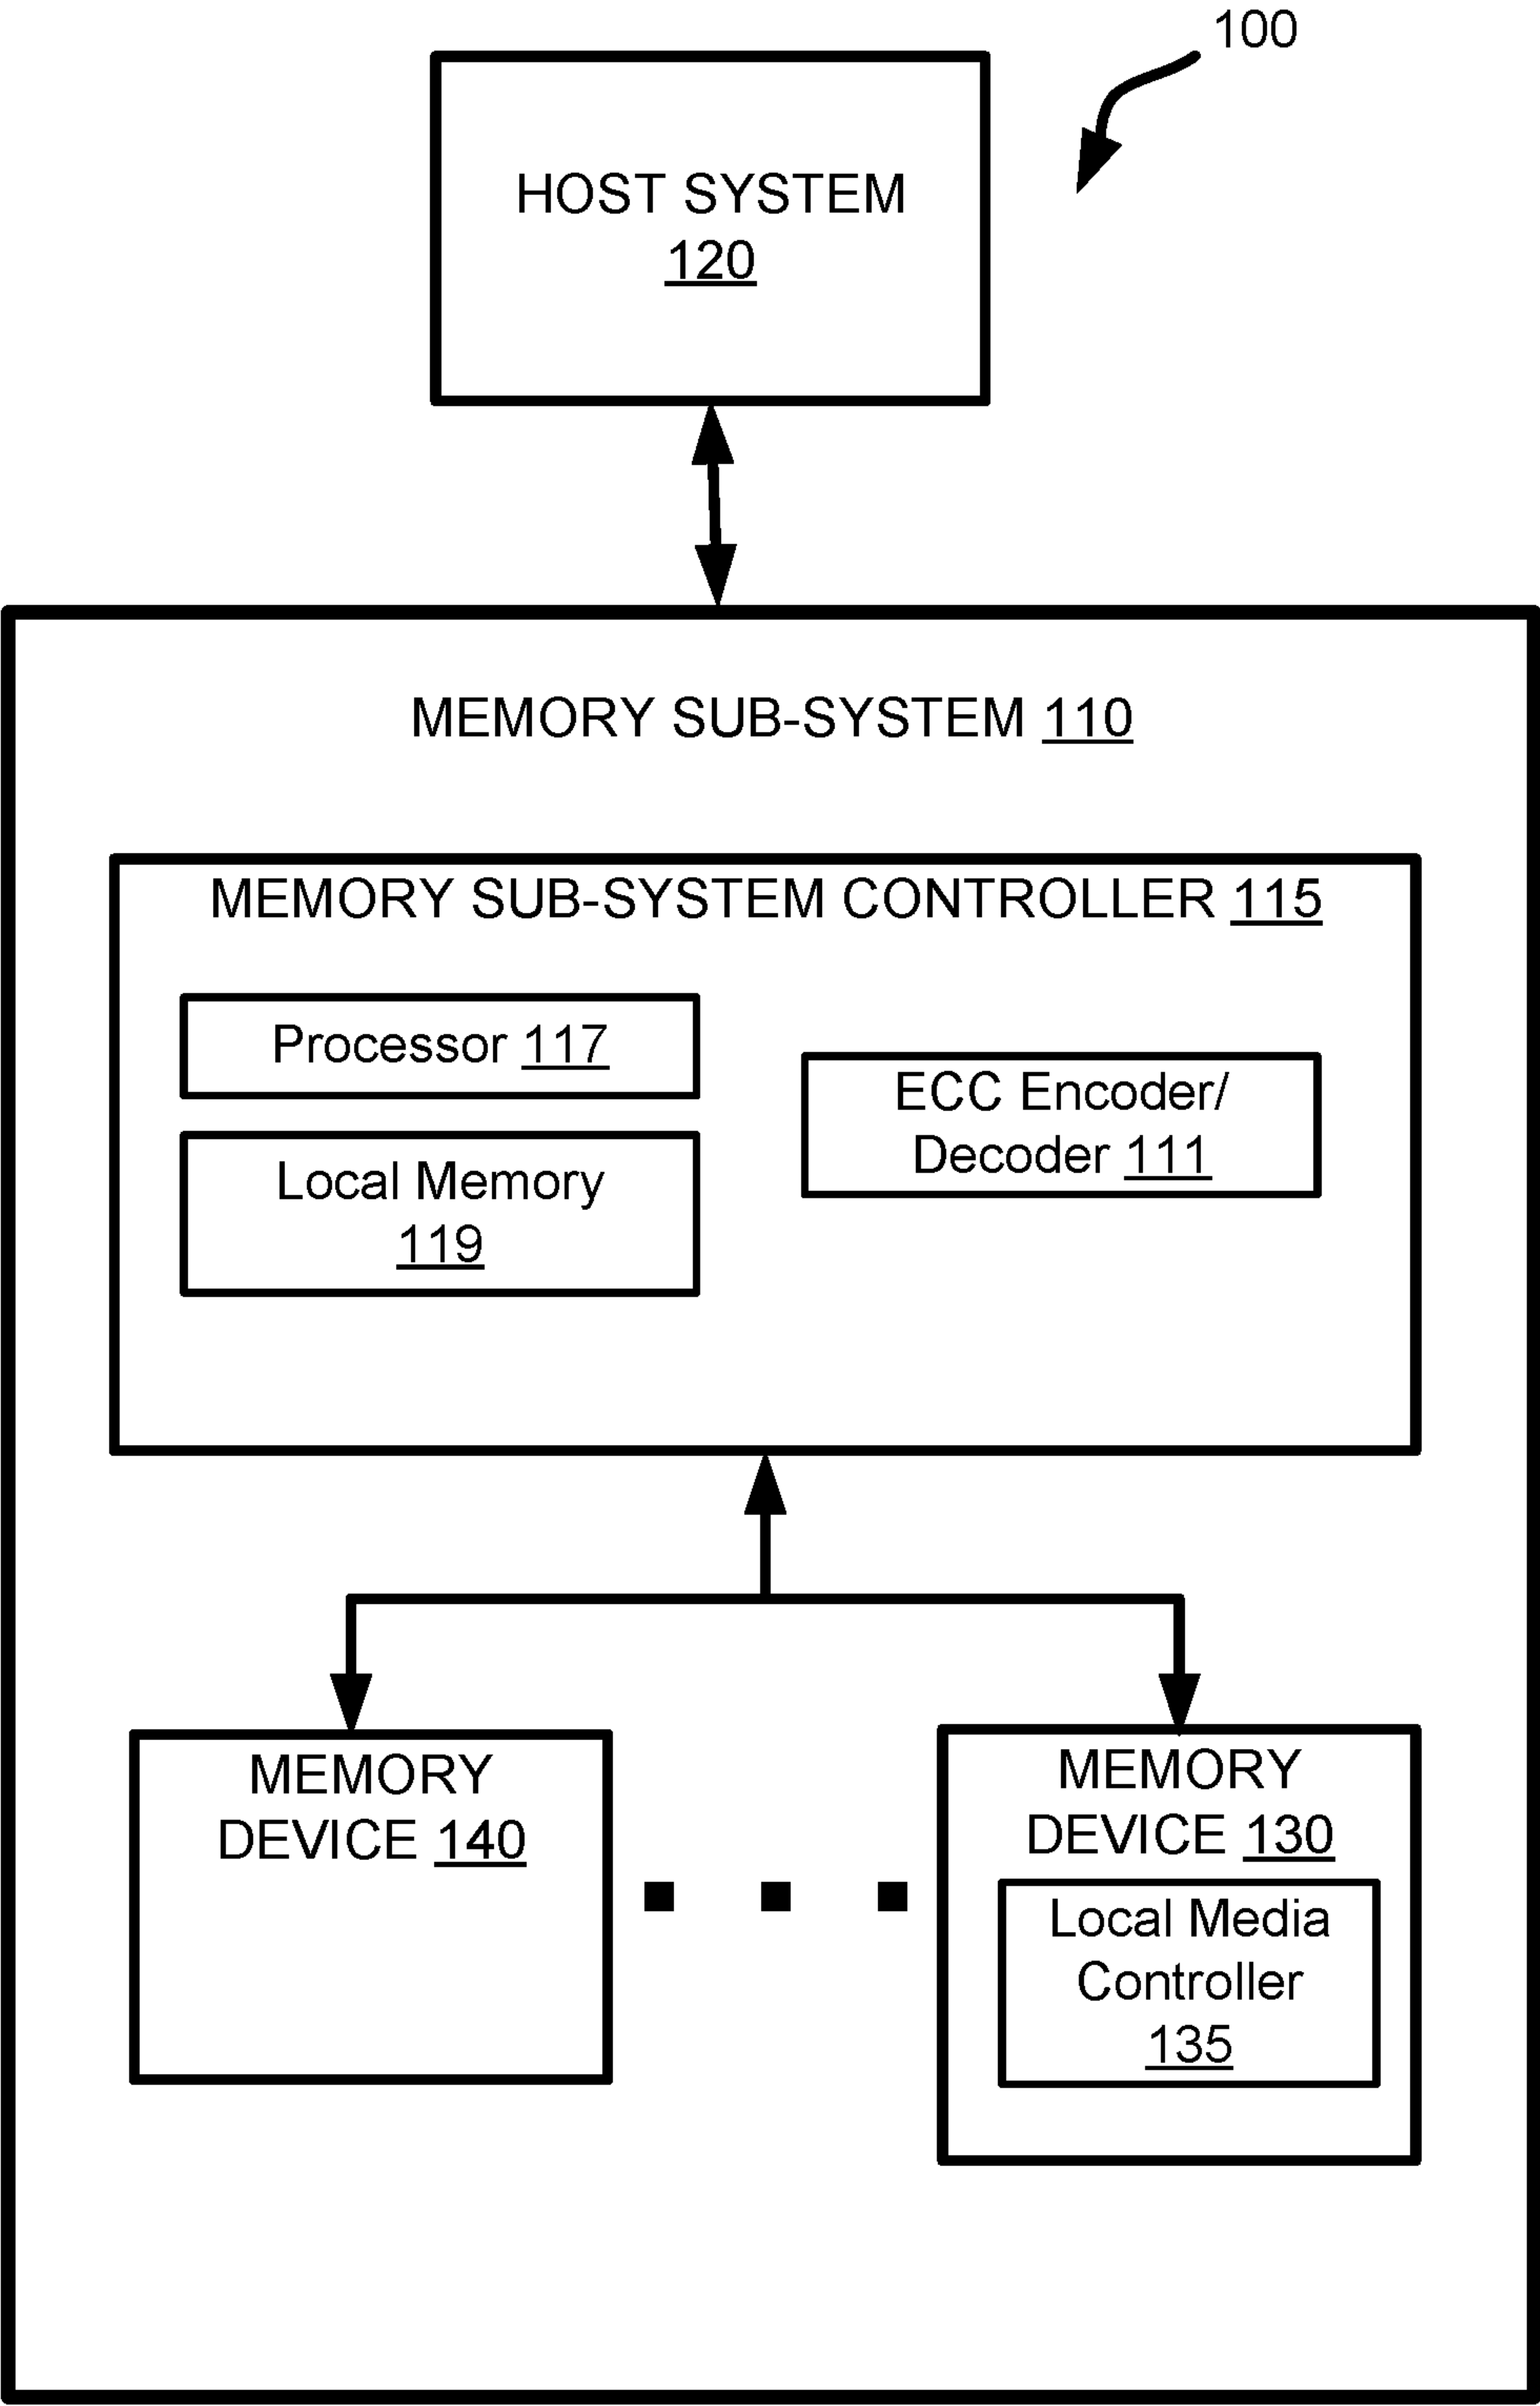 100
HOST SYSTEM
120
MEMORY SUB-SYSTEM 110
MEMORY SUB-SYSTEM CONTROLLER 115
Processor 117
Local Memory
119
ECC Encoder/
Decoder 111
MEMORY
DEVICE 140
MEMORY
DEVICE 130
Local Media
Controller
135